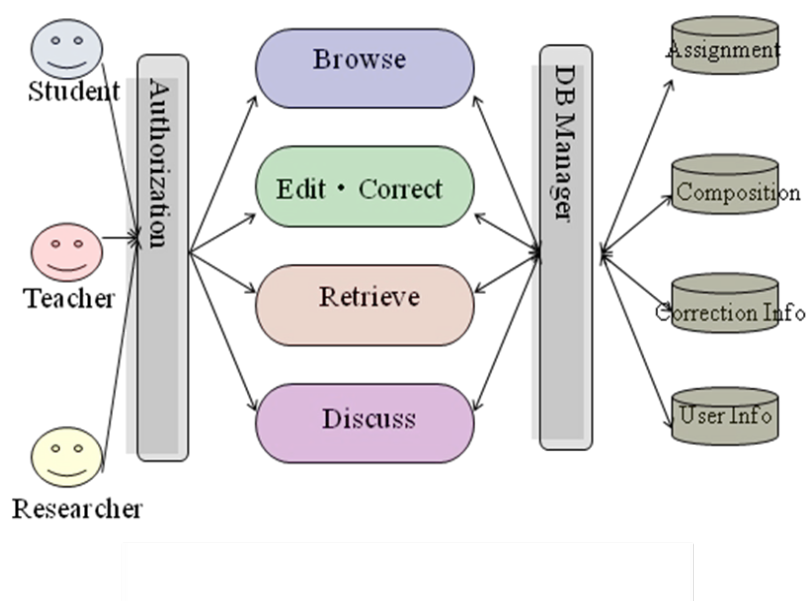 Student
Teacher
Researcher
Authorization
Browse
Edit・Correct
Retrieve
Discuss
DB Manager
Assignment
Composition
Correction Info
User Info